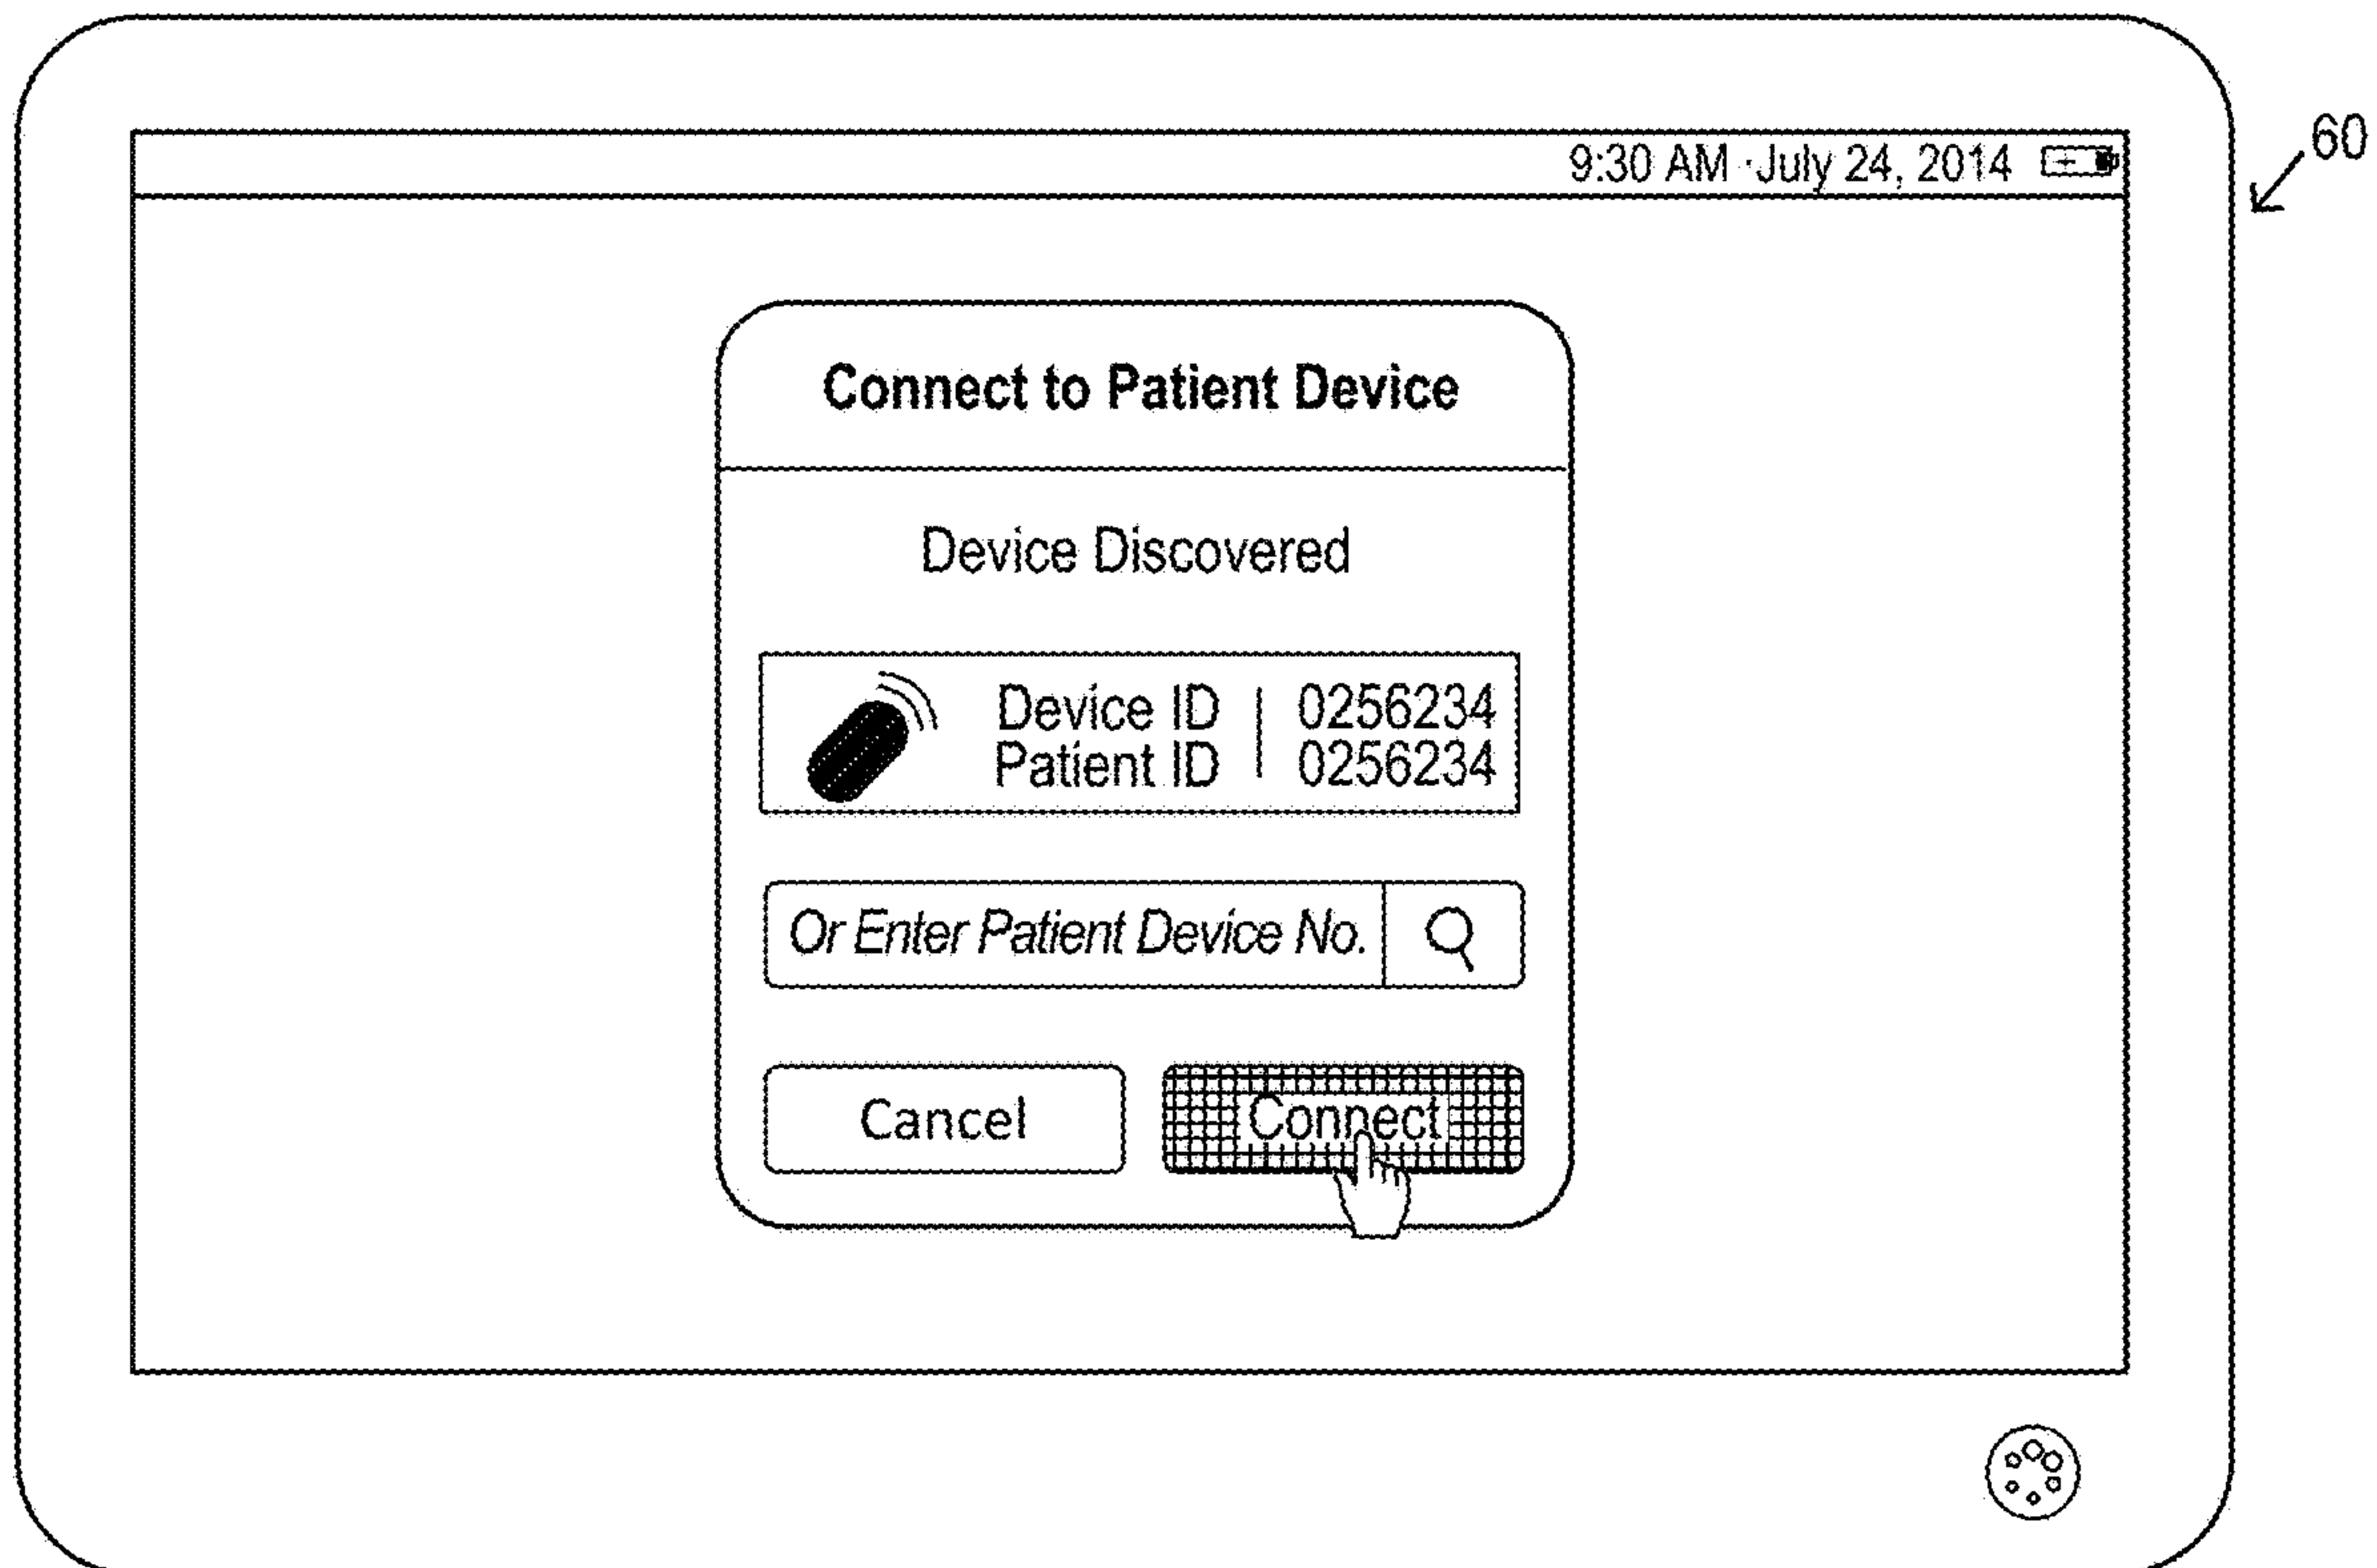 9:30 AM · July 24, 2014
60
Connect to Patient Device
Device Discovered
Device ID | 0256234
Patient ID | 0256234
Or Enter Patient Device No.
Cancel
Connect